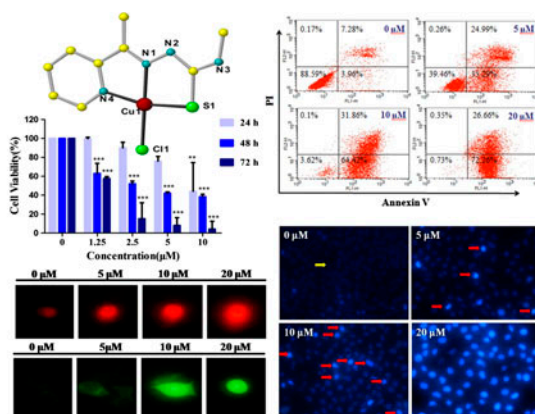 N1
N2
N3
N4
Cu1
S1
Cl1
Cell Viability(%)
120
100
80
60
40
20
0
24 h
48 h
72 h
***
***
***
***
***
***
**
***
***
0
1.25
2.5
5
10
Concentration(μM)
0 μM
5 μM
10 μM
20 μM
0 μM
5μM
10 μM
20 μM
PI
0.17%
7.28%
0 μM
88.59%
3.96%
0.26%
24.99%
5 μM
39.46%
0.1%
31.86%
10 μM
3.62%
0.35%
26.66%
20 μM
0.73%
Annexin V
0 μM
5 μM
10 μM
20 μM